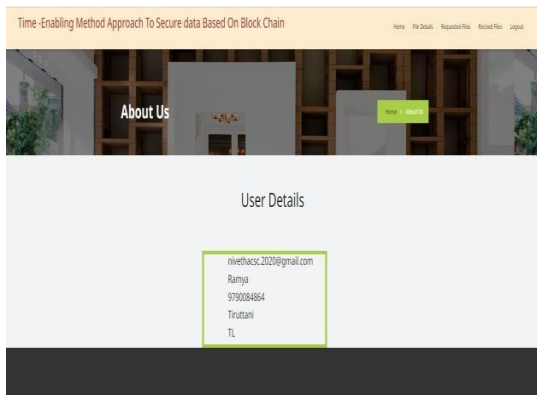 Time -Enabling Method Approach To Secure data Based On Block Chain
Home File Details Requested Files Recived Files Logout
About Us
Home About Us
User Details
nivethacsc.2020@gmail.com
Ramya
9790084864
Tiruttani
TL